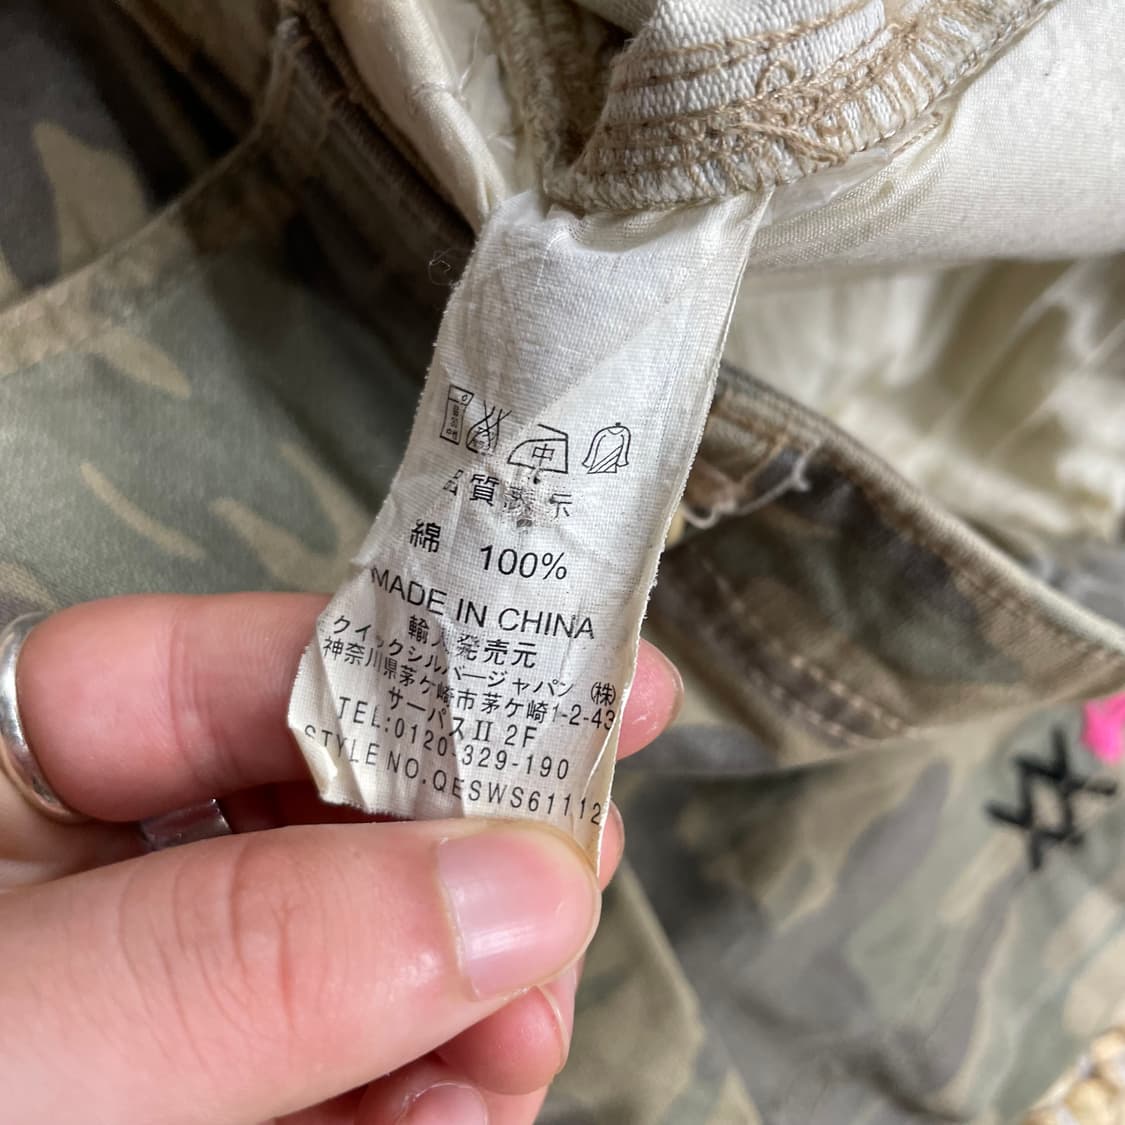 中
品質表示
綿 100%
MADE IN CHINA
輸入発売元
クイックシルバージャパン (株)
神奈川県茅ケ崎市茅ケ崎1-2-43
サーパスII 2F
TEL:0120-329-190
STYLE NO.QESWS61112